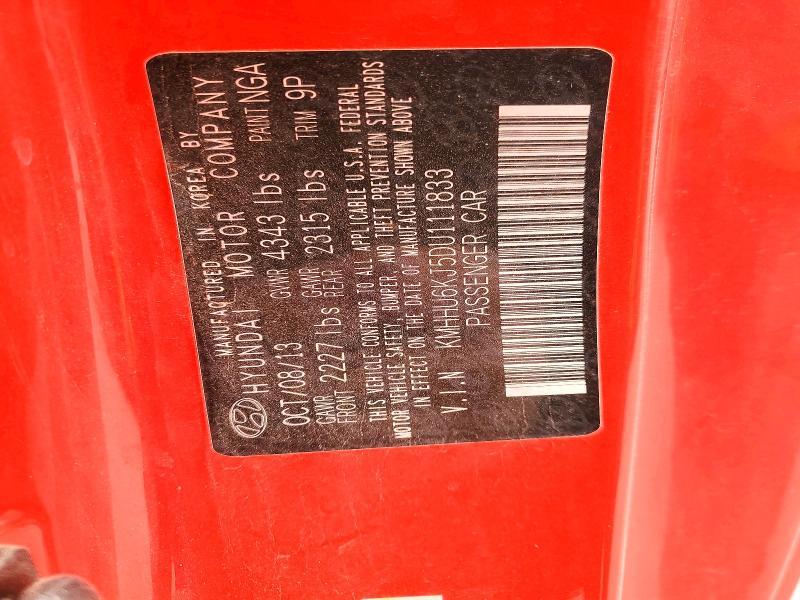 MANUFACTURED IN KOREA BY
HYUNDAI MOTOR COMPANY
OCT/08/13 GVWR 4343 lbs PAINT NGA
GAWR FRONT 2227 lbs GAWR REAR 2315 lbs TRIM 9P
THIS VEHICLE CONFORMS TO ALL APPLICABLE U.S.A. FEDERAL
MOTOR VEHICLE SAFETY, BUMPER, AND THEFT PREVENTION STANDARDS
IN EFFECT ON THE DATE OF MANUFACTURE SHOWN ABOVE
V.I.N KMHHU6KJ5DU111833
PASSENGER CAR